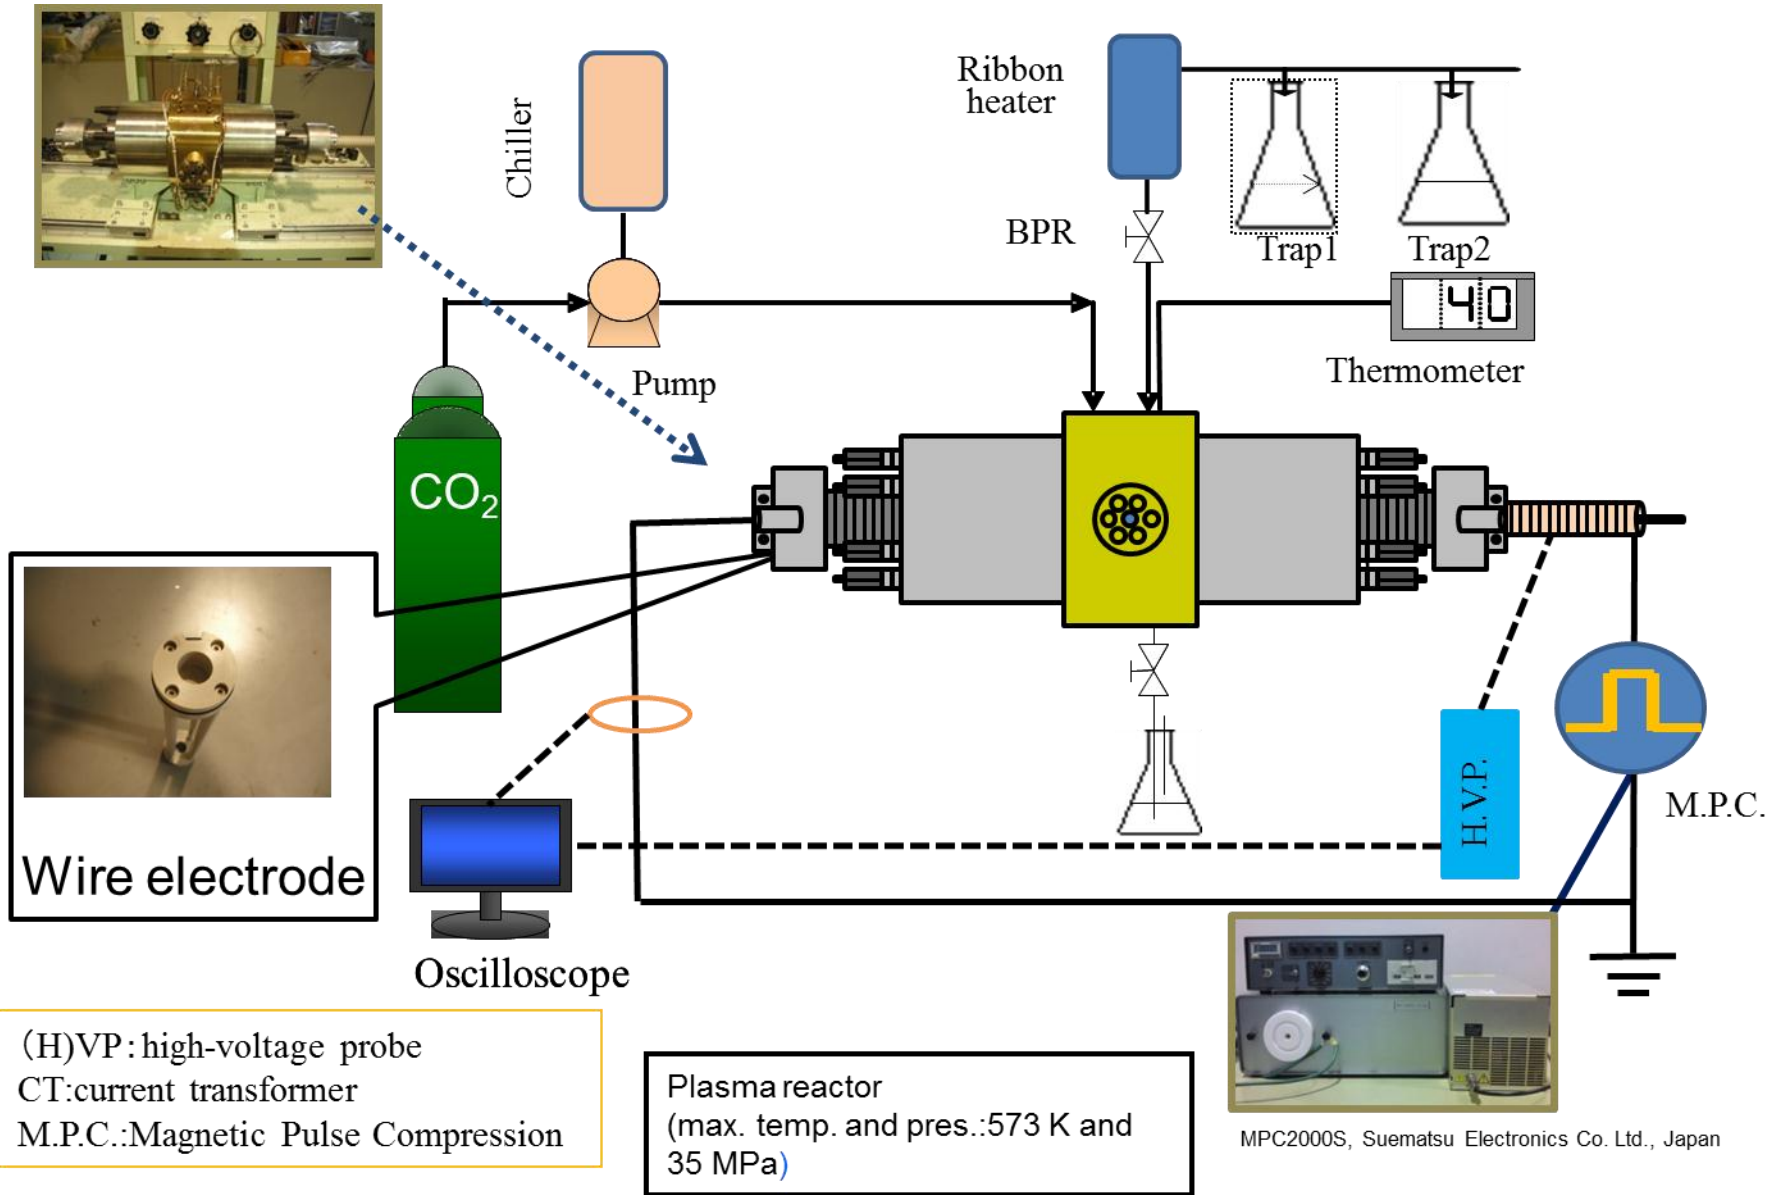 Chiller
Ribbon
heater
BPR
Trap1
Trap2
40
Thermometer
Pump
CO₂
Wire electrode
H.V.P.
M.P.C.
Oscilloscope
(H)VP:high-voltage probe
CT:current transformer
M.P.C.:Magnetic Pulse Compression
Plasma reactor
(max. temp. and pres.:573 K and
35 MPa)
MPC2000S, Suematsu Electronics Co. Ltd., Japan